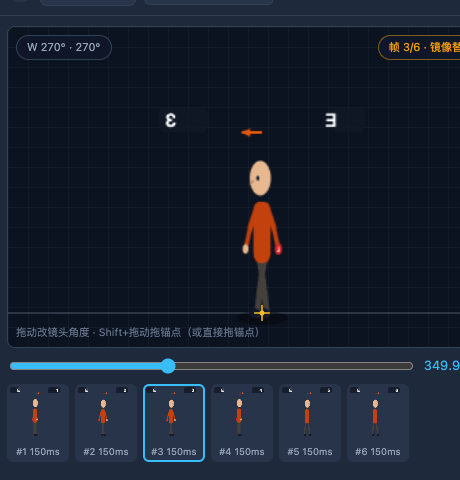 W 270° · 270°
帧 3/6 · 镜像替
3 E
拖动改镜头角度 · Shift+拖动拖锚点（或直接拖锚点）
349.9
#1 150ms #2 150ms #3 150ms #4 150ms #5 150ms #6 150ms